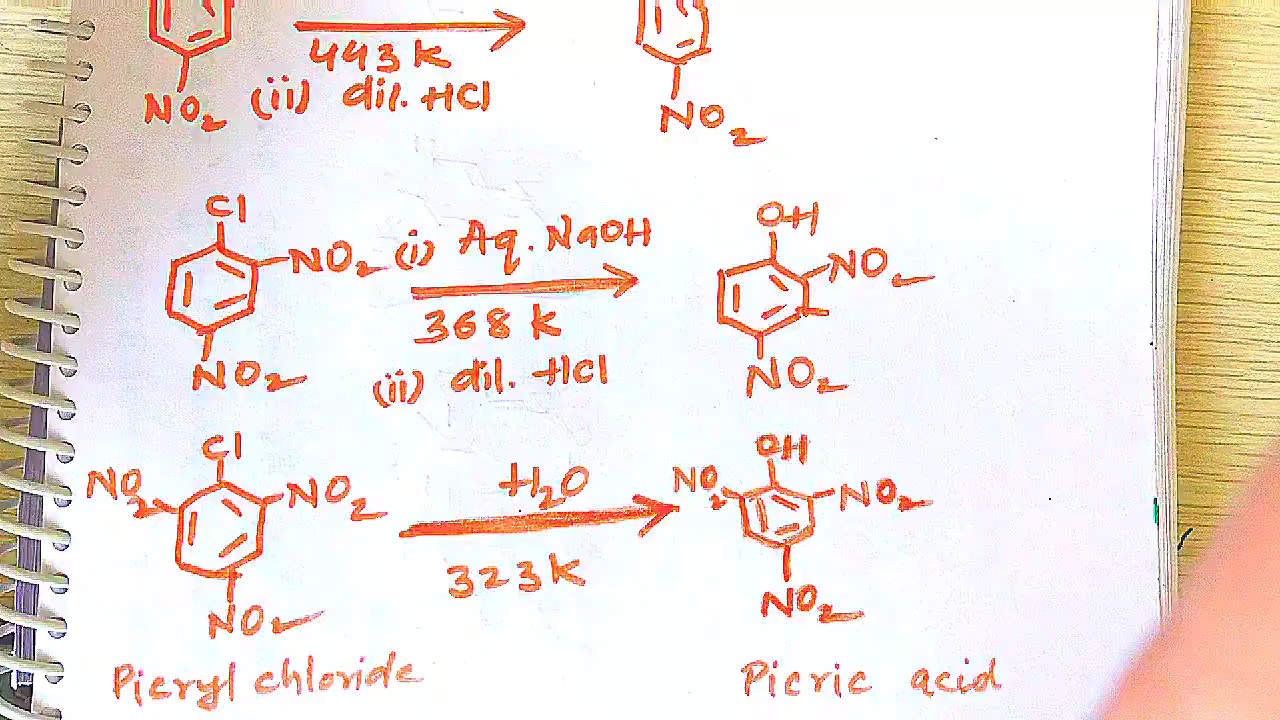 443 K
NO2 (ii) dil. HCl NO2
Cl OH
NO2 (i) Aq. NaOH NO2
368 K
NO2 (ii) dil. HCl NO2
Cl OH
NO2 NO2 H2O NO2 NO2
323 K
NO2 NO2
Picryl chloride Picric acid